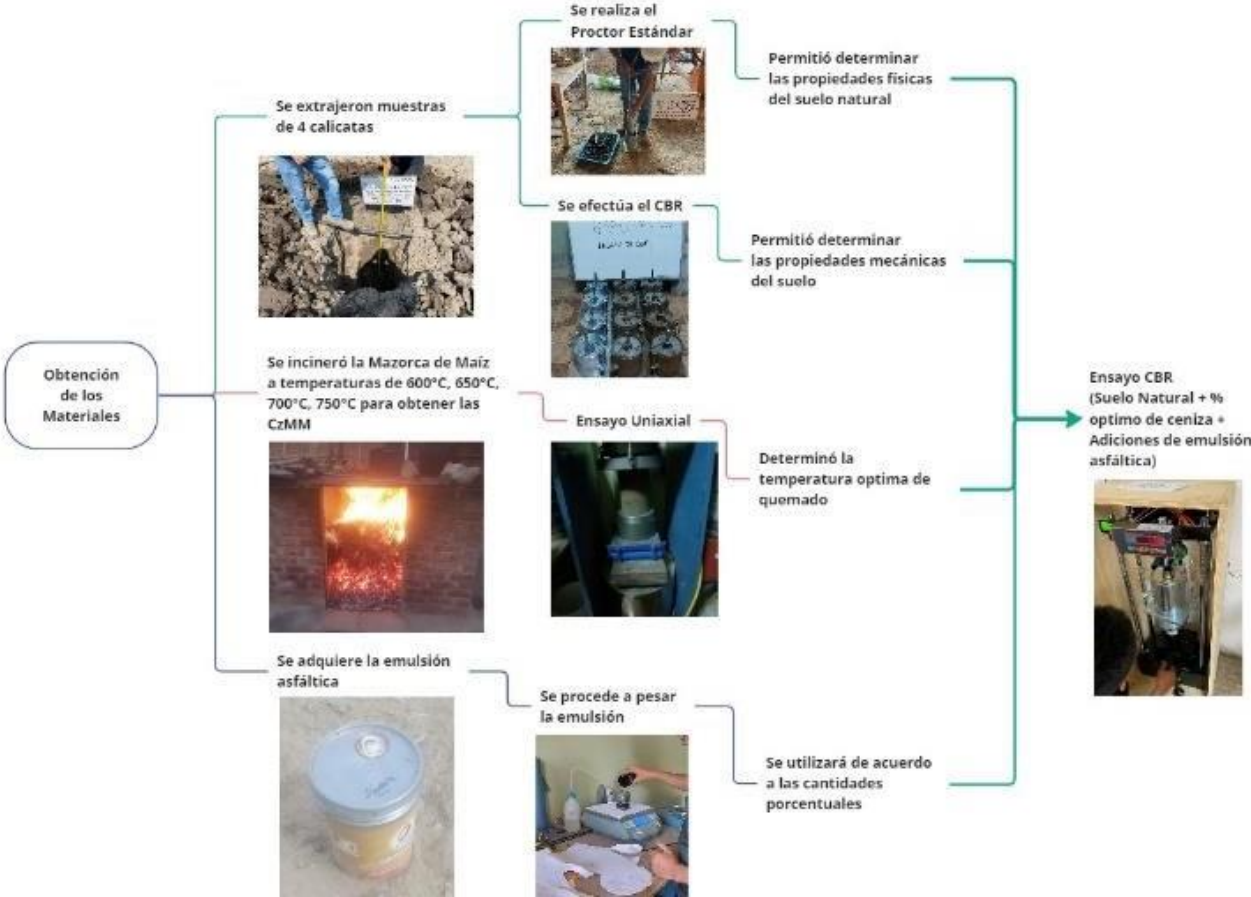 Se realiza el
Proctor Estándar
Permitió determinar
las propiedades físicas
del suelo natural
Se extrajeron muestras
de 4 calicatas
Se efectúa el CBR
Permitió determinar
las propiedades mecánicas
del suelo
Obtención
de los
Materiales
Se incineró la Mazorca de Maíz
a temperaturas de 600°C, 650°C,
700°C, 750°C para obtener las
CzMM
Ensayo Uniaxial
Determinó la
temperatura optima de
quemado
Se adquiere la emulsión
asfáltica
Se procede a pesar
la emulsión
Se utilizará de acuerdo
a las cantidades
porcentuales
Ensayo CBR
(Suelo Natural + %
optimo de ceniza +
Adiciones de emulsión
asfáltica)